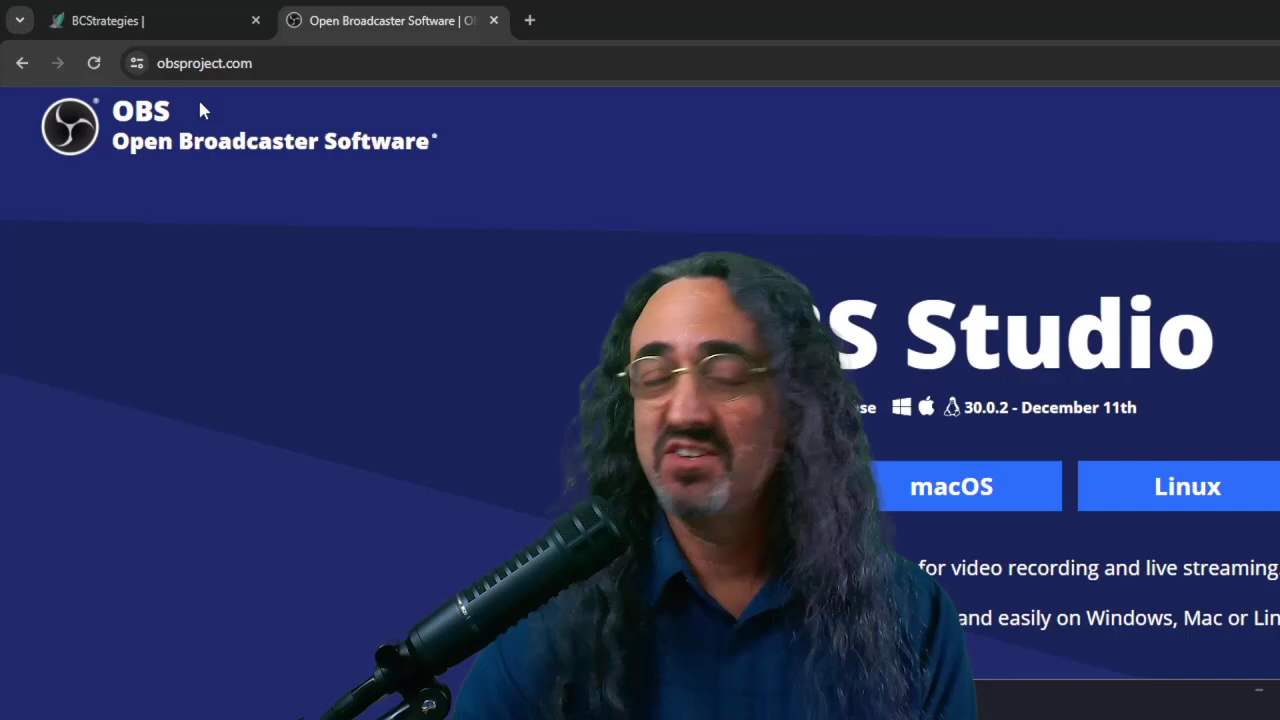 BCStrategies |
Open Broadcaster Software | O
obsproject.com
OBS
Open Broadcaster Software
S Studio
se 30.0.2 - December 11th
macOS
Linux
for video recording and live streaming.
and easily on Windows, Mac or Lin